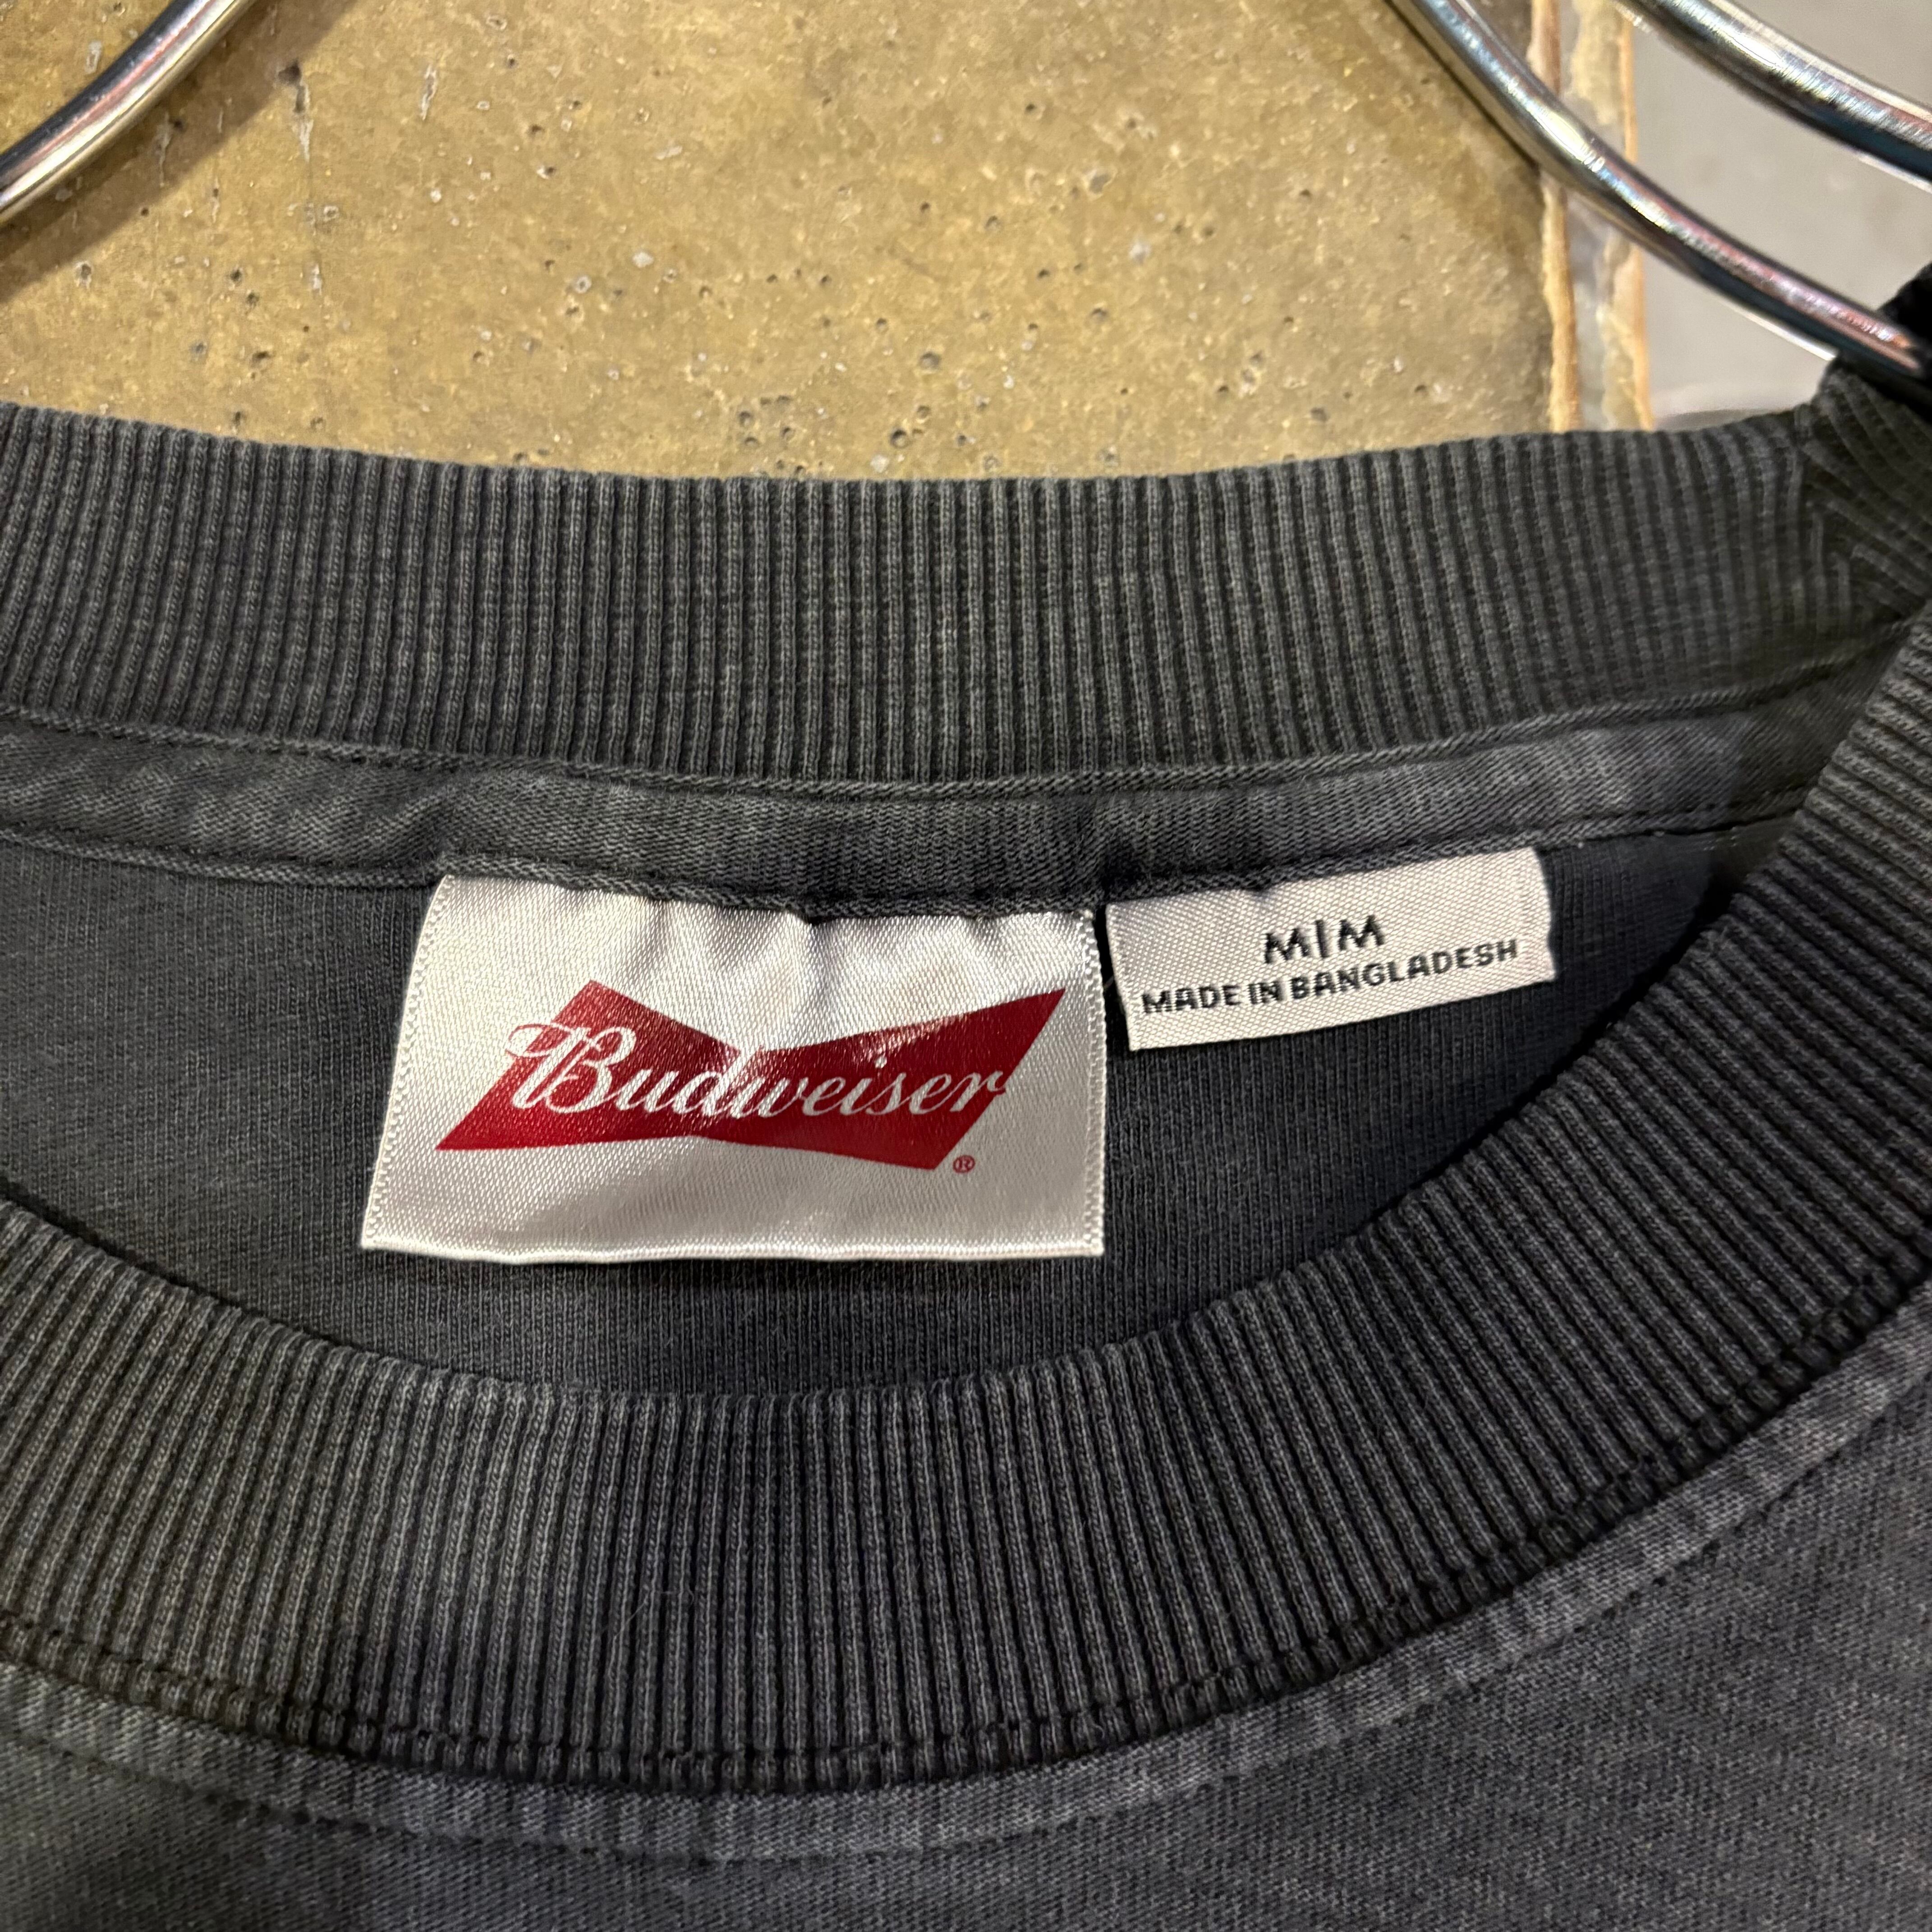 Budweiser
®
M|M
MADE IN BANGLADESH